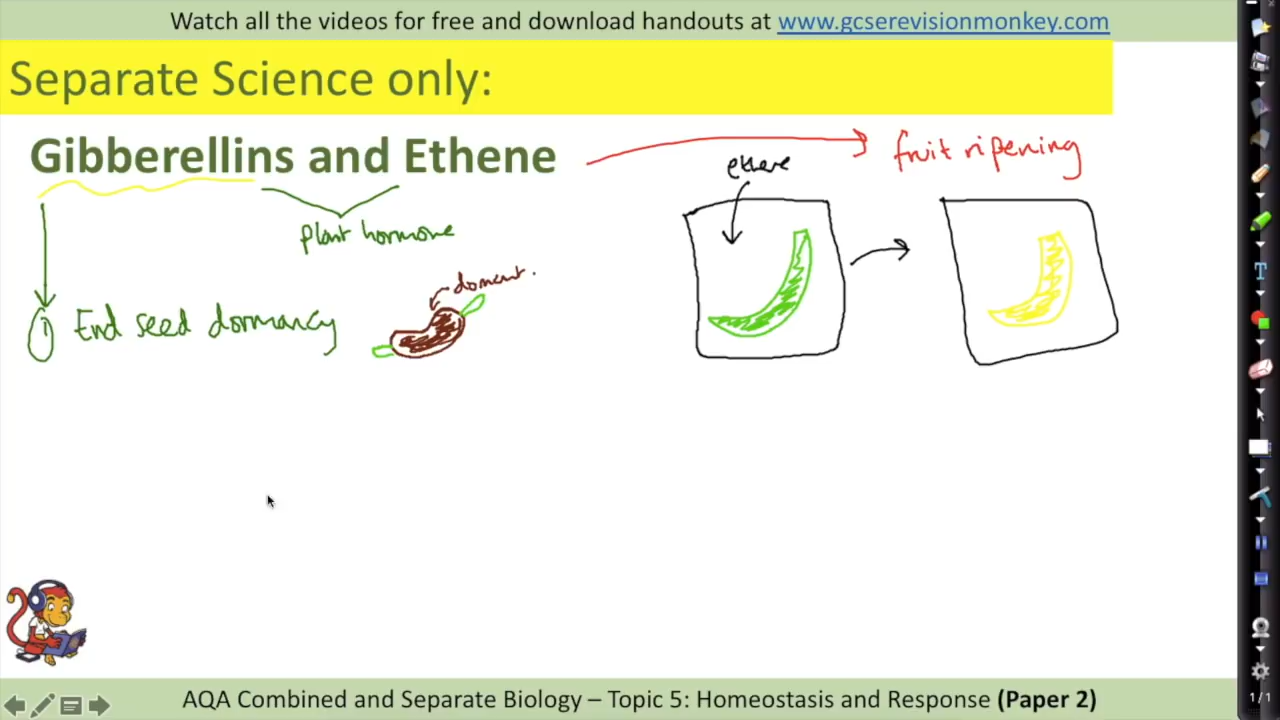 Watch all the videos for free and download handouts at www.gcserevisionmonkey.com
Separate Science only:
Gibberellins and Ethene
fruit ripening
ethene
plant hormone
dormant.
1 End seed dormancy
AQA Combined and Separate Biology – Topic 5: Homeostasis and Response (Paper 2)
1/1